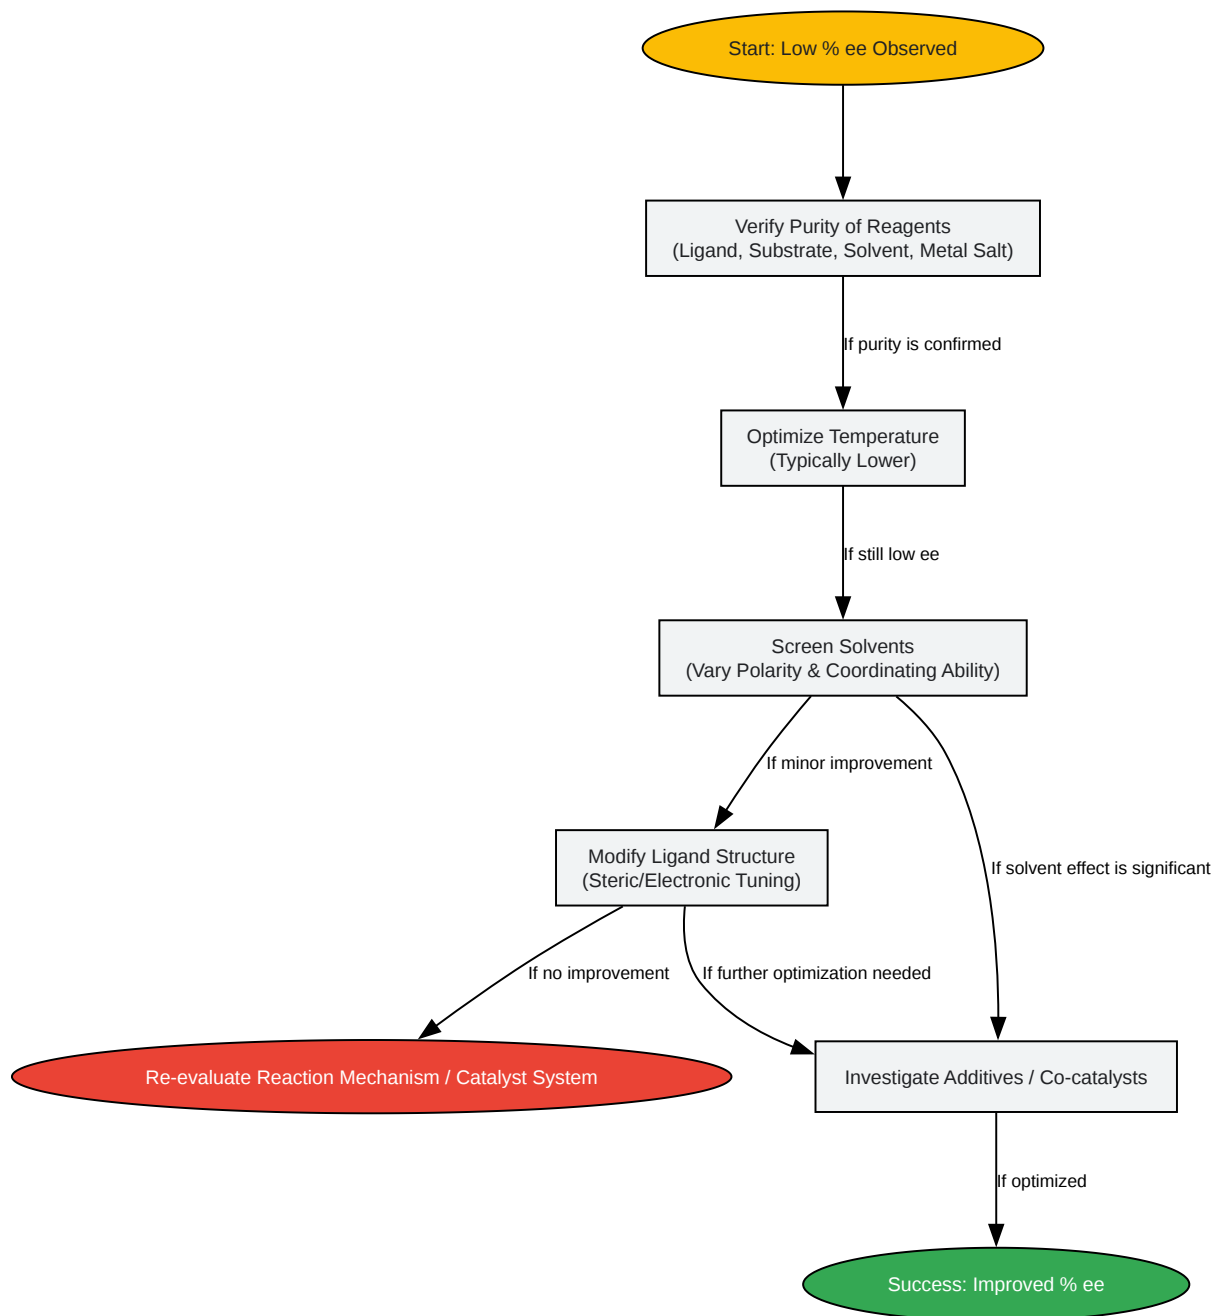 Start: Low % ee Observed
Verify Purity of Reagents
(Ligand, Substrate, Solvent, Metal Salt)
If purity is confirmed
Optimize Temperature
(Typically Lower)
If still low ee
Screen Solvents
(Vary Polarity & Coordinating Ability)
If minor improvement
Modify Ligand Structure
(Steric/Electronic Tuning)
If solvent effect is significant
If no improvement
If further optimization needed
Re-evaluate Reaction Mechanism / Catalyst System
Investigate Additives / Co-catalysts
If optimized
Success: Improved % ee